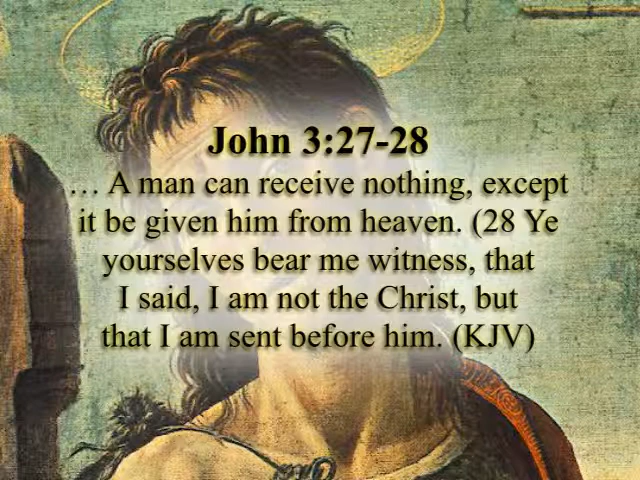 John 3:27-28
… A man can receive nothing, except
it be given him from heaven. (28 Ye
yourselves bear me witness, that
I said, I am not the Christ, but
that I am sent before him. (KJV)